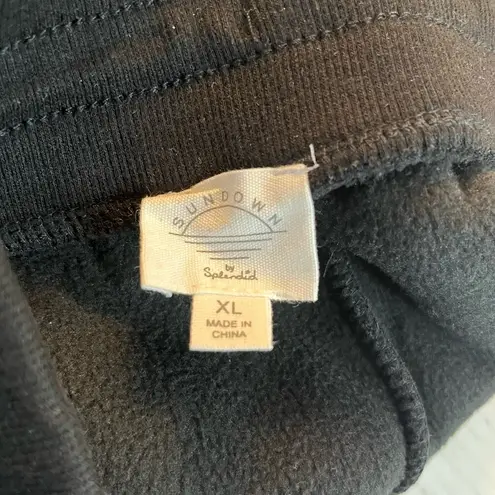 SUNDOWN
by
Splendid
XL
MADE IN
CHINA